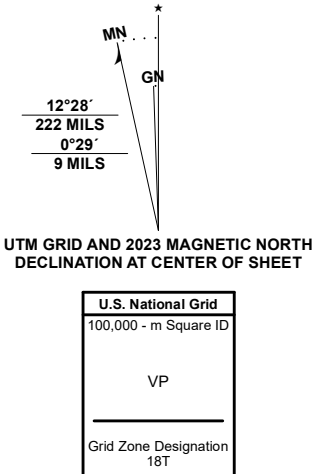 ★
MN
GN
12°28´
222 MILS
0°29´
9 MILS
UTM GRID AND 2023 MAGNETIC NORTH
DECLINATION AT CENTER OF SHEET
U.S. National Grid
100,000 - m Square ID
VP
Grid Zone Designation
18T